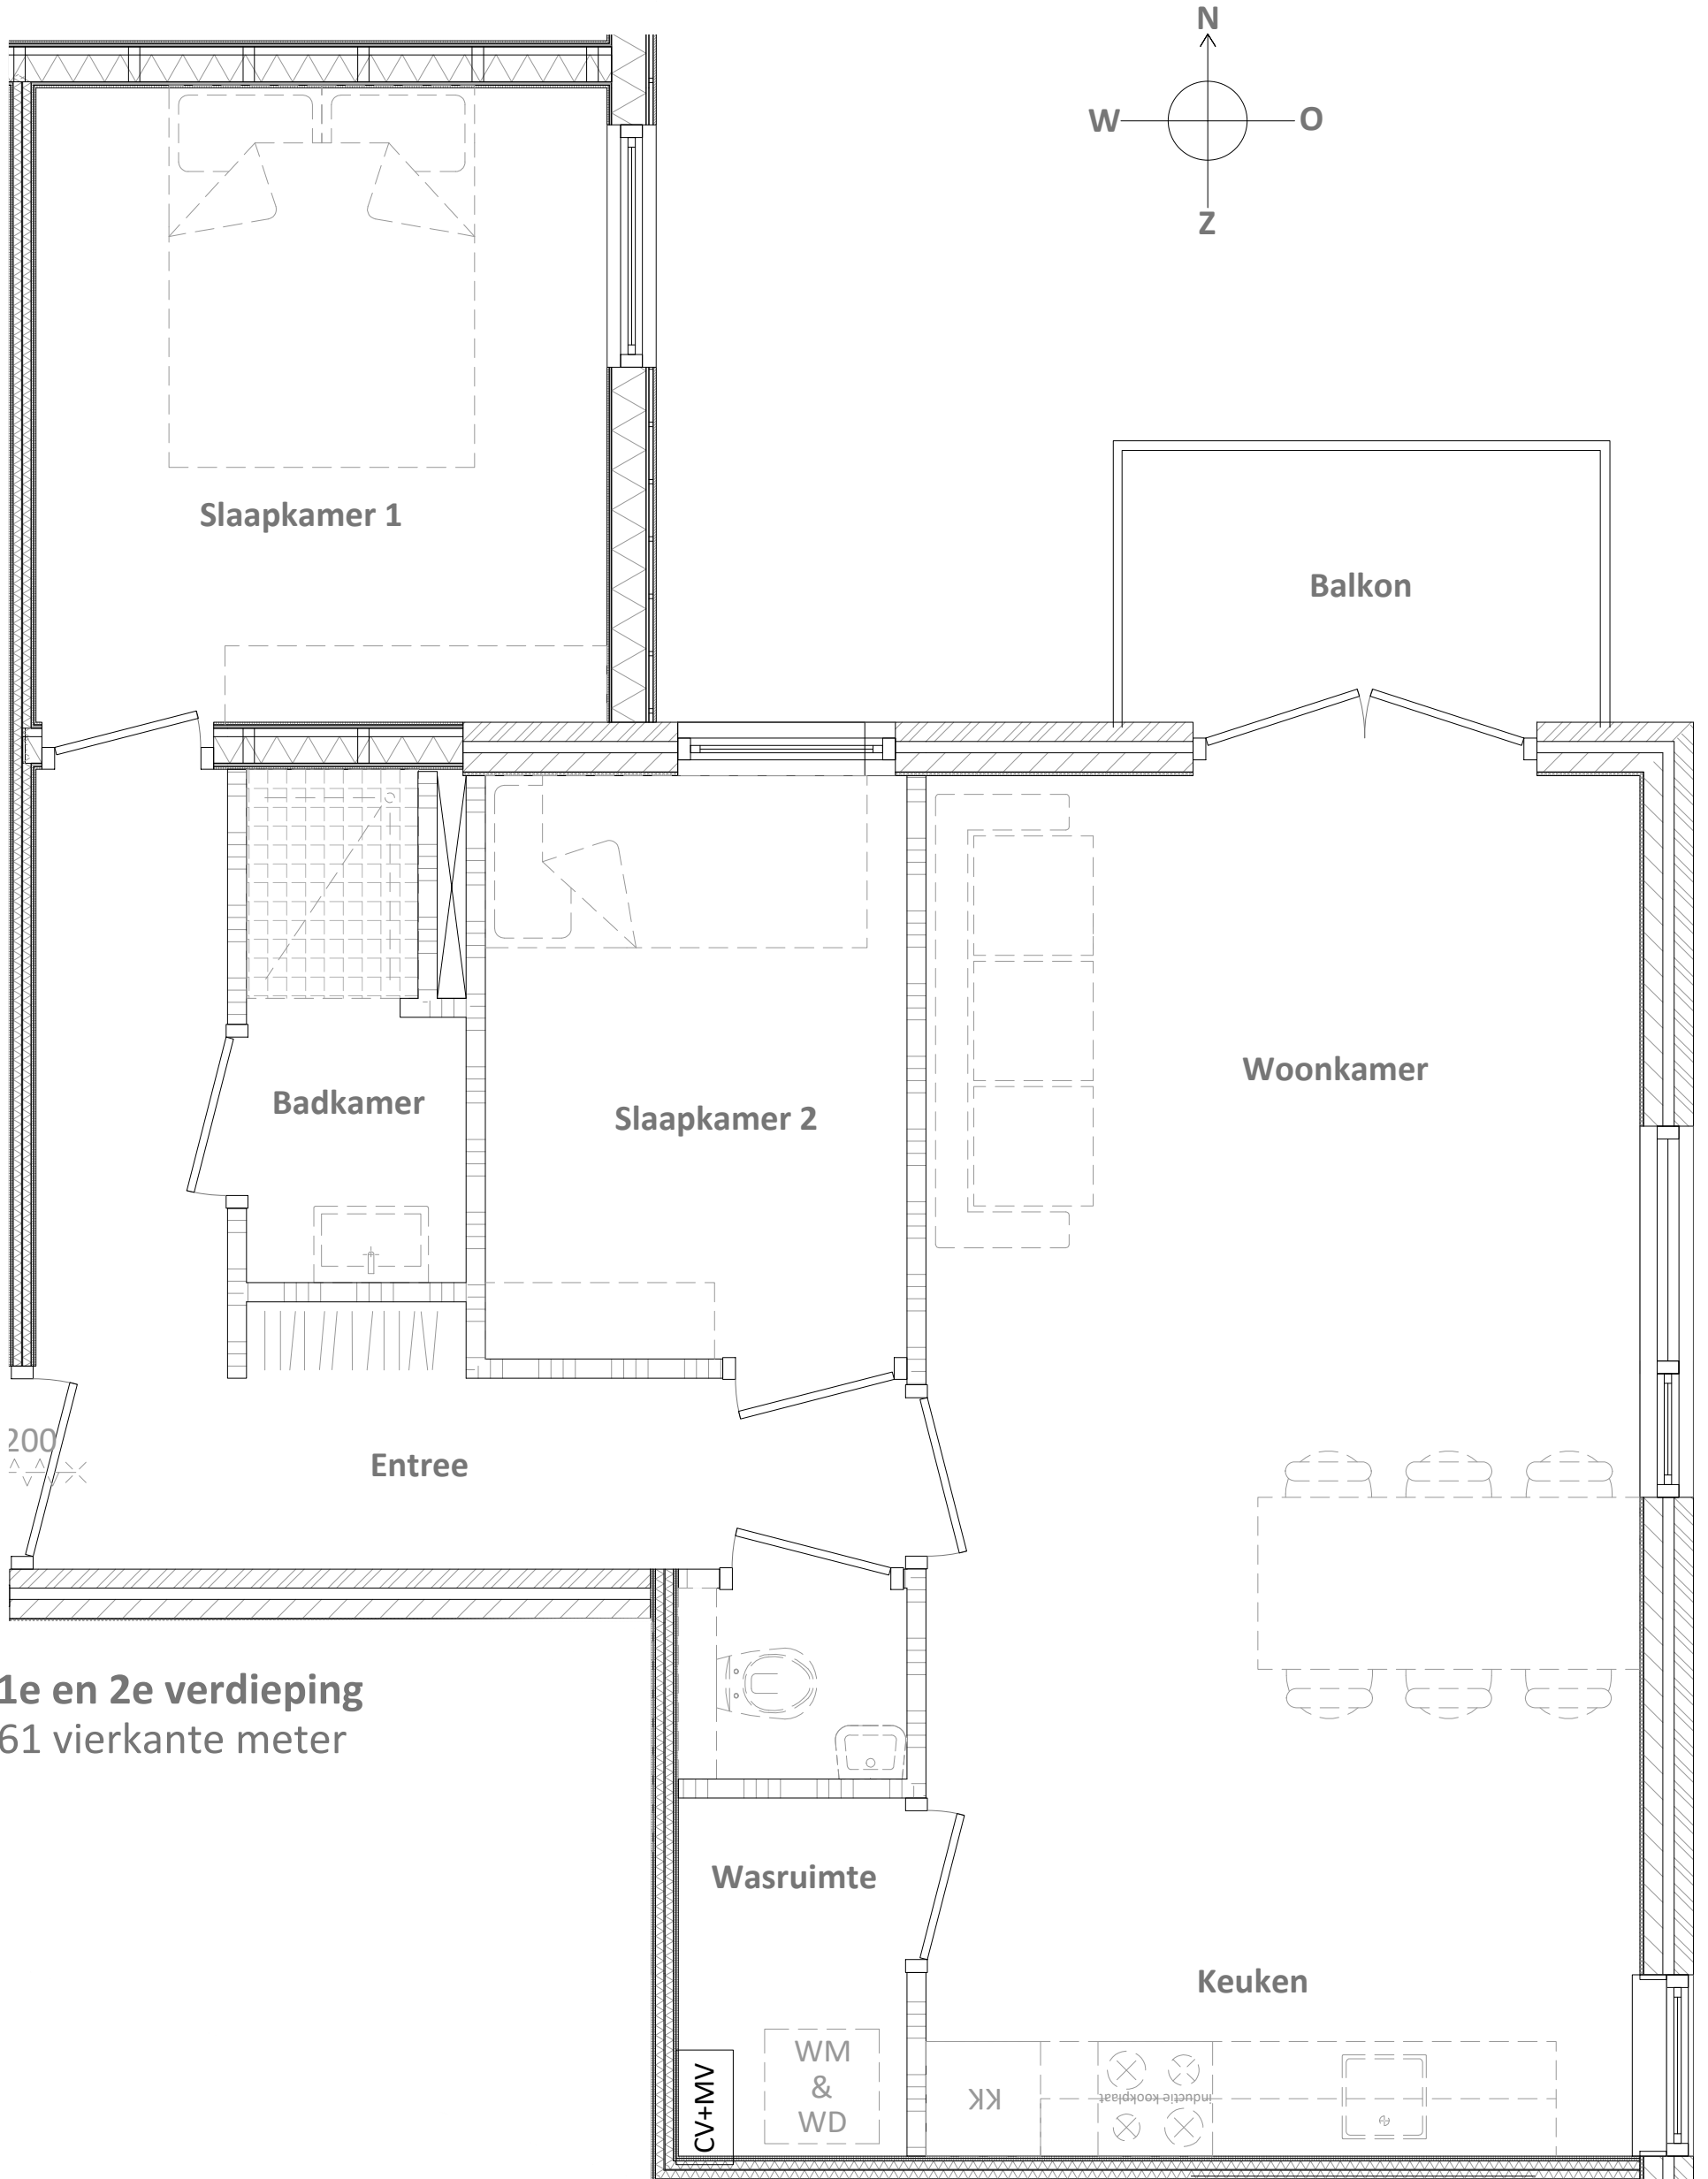 N
W
O
Z
Slaapkamer 1
Balkon
Woonkamer
Badkamer
Slaapkamer 2
200
Entree
1e en 2e verdieping
61 vierkante meter
Wasruimte
Keuken
WM
&
WD
CV+MV
KK
inductie kookplaat